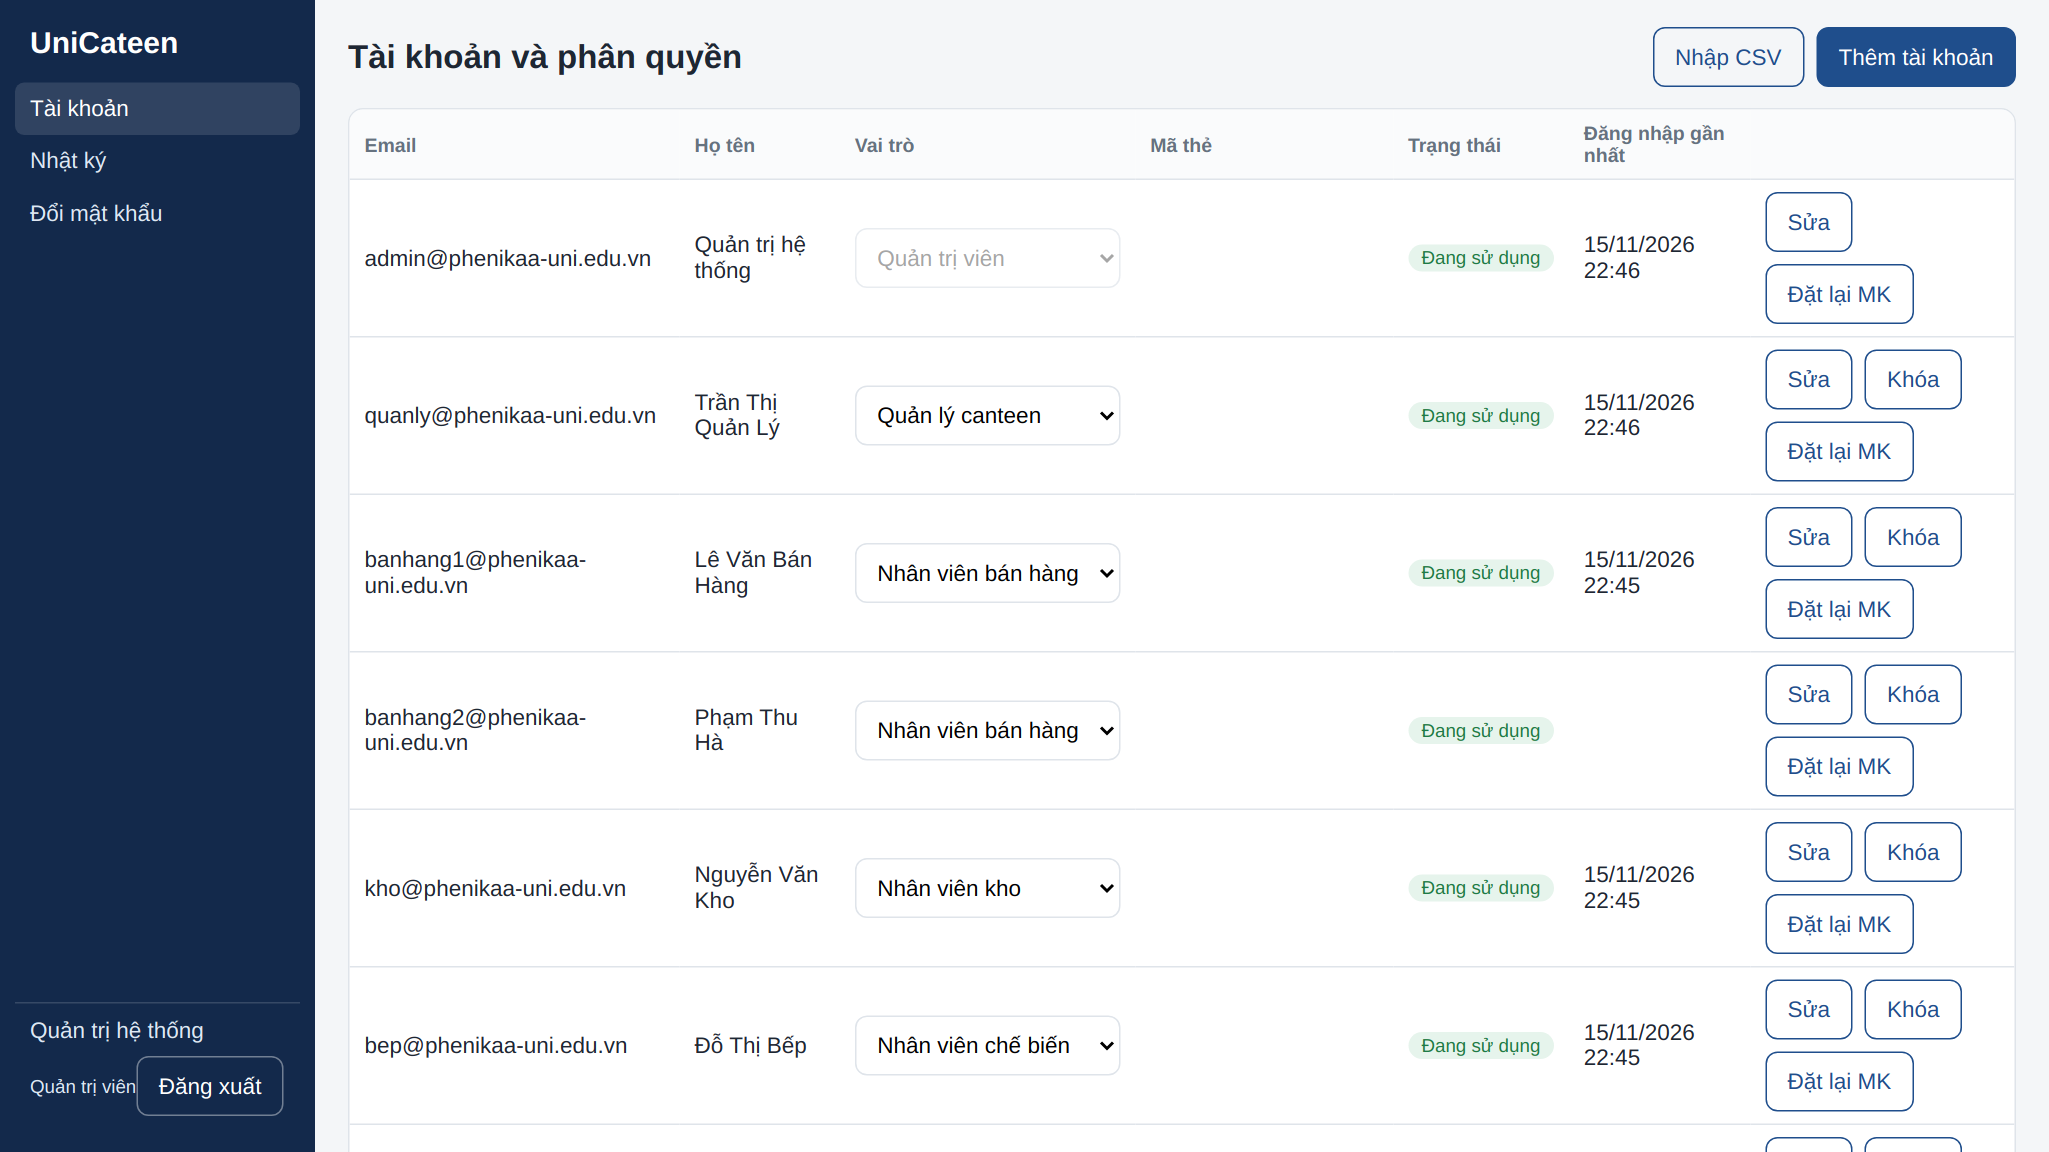 UniCateen
Tài khoản
Nhật ký
Đổi mật khẩu
Quản trị hệ thống
Quản trị viên
Đăng xuất
Tài khoản và phân quyền
Nhập CSV
Thêm tài khoản
Email
Họ tên
Vai trò
Mã thẻ
Trạng thái
Đăng nhập gần
nhất
admin@phenikaa-uni.edu.vn
Quản trị hệ
thống
Quản trị viên
Đang sử dụng
15/11/2026
22:46
Sửa
Đặt lại MK
quanly@phenikaa-uni.edu.vn
Trần Thị
Quản Lý
Quản lý canteen
Đang sử dụng
15/11/2026
22:46
Sửa
Khóa
Đặt lại MK
banhang1@phenikaa-
uni.edu.vn
Lê Văn Bán
Hàng
Nhân viên bán hàng
Đang sử dụng
15/11/2026
22:45
Sửa
Khóa
Đặt lại MK
banhang2@phenikaa-
uni.edu.vn
Phạm Thu
Hà
Nhân viên bán hàng
Đang sử dụng
Sửa
Khóa
Đặt lại MK
kho@phenikaa-uni.edu.vn
Nguyễn Văn
Kho
Nhân viên kho
Đang sử dụng
15/11/2026
22:45
Sửa
Khóa
Đặt lại MK
bep@phenikaa-uni.edu.vn
Đỗ Thị Bếp
Nhân viên chế biến
Đang sử dụng
15/11/2026
22:45
Sửa
Khóa
Đặt lại MK